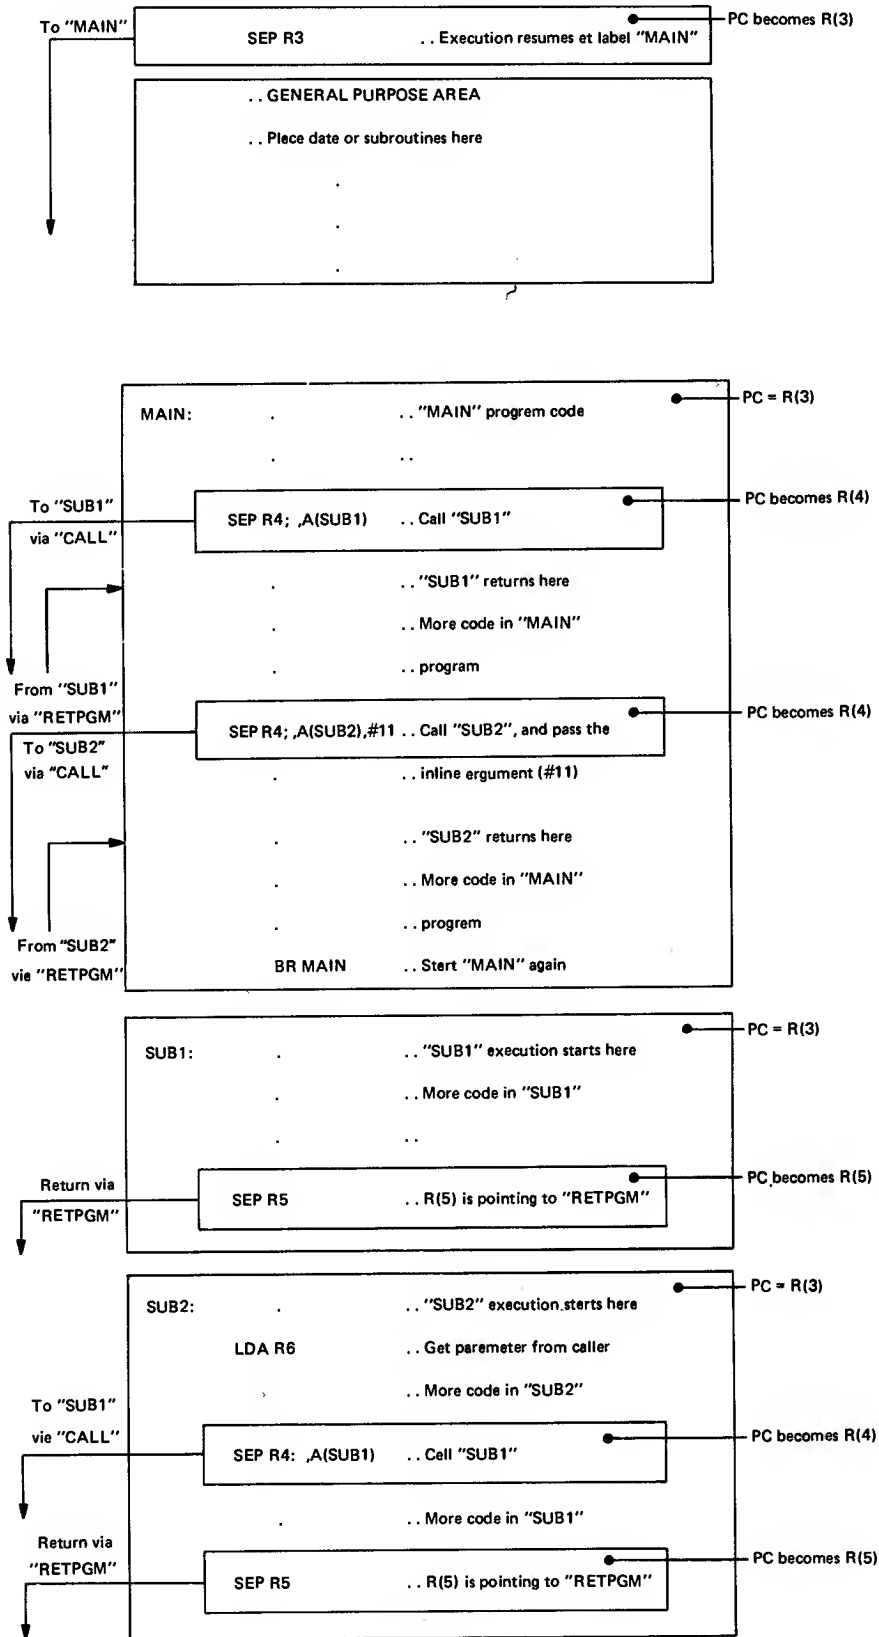 To "MAIN"
SEP R3 . . Execution resumes et label "MAIN"
PC becomes R(3)
. . GENERAL PURPOSE AREA
. . Plece date or subroutines here
.
.
.
PC = R(3)
MAIN: . . . "MAIN" progrem code
. . .
To "SUB1"
via "CALL"
SEP R4; ,A(SUB1) . . Call "SUB1"
PC becomes R(4)
. . . "SUB1" returns here
. . . More code in "MAIN"
. . . program
From "SUB1"
via "RETPGM"
To "SUB2"
via "CALL"
SEP R4; ,A(SUB2),#11 . . Call "SUB2", and pass the
PC becomes R(4)
. . . inline ergument (#11)
. . . "SUB2" returns here
. . . More code in "MAIN"
. . . progrem
From "SUB2"
vie "RETPGM"
BR MAIN . . Stert "MAIN" again
PC = R(3)
SUB1: . . . "SUB1" execution starts here
. . . More code in "SUB1"
. . .
Return via
"RETPGM"
SEP R5 . . R(5) is pointing to "RETPGM"
PC becomes R(5)
PC = R(3)
SUB2: . . . "SUB2" execution starts here
LDA R6 . . Get paremeter from caller
. . More code in "SUB2"
To "SUB1"
vie "CALL"
SEP R4: ,A(SUB1) . . Cell "SUB1"
PC becomes R(4)
. . . More code in "SUB1"
Return via
"RETPGM"
SEP R5 . . R(5) is pointing to "RETPGM"
PC becomes R(5)